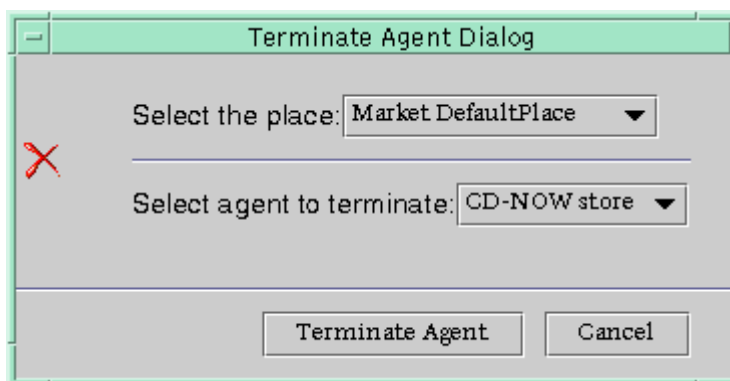 Terminate Agent Dialog
Select the place: Market DefaultPlace
Select agent to terminate: CD-NOW store
Terminate Agent Cancel